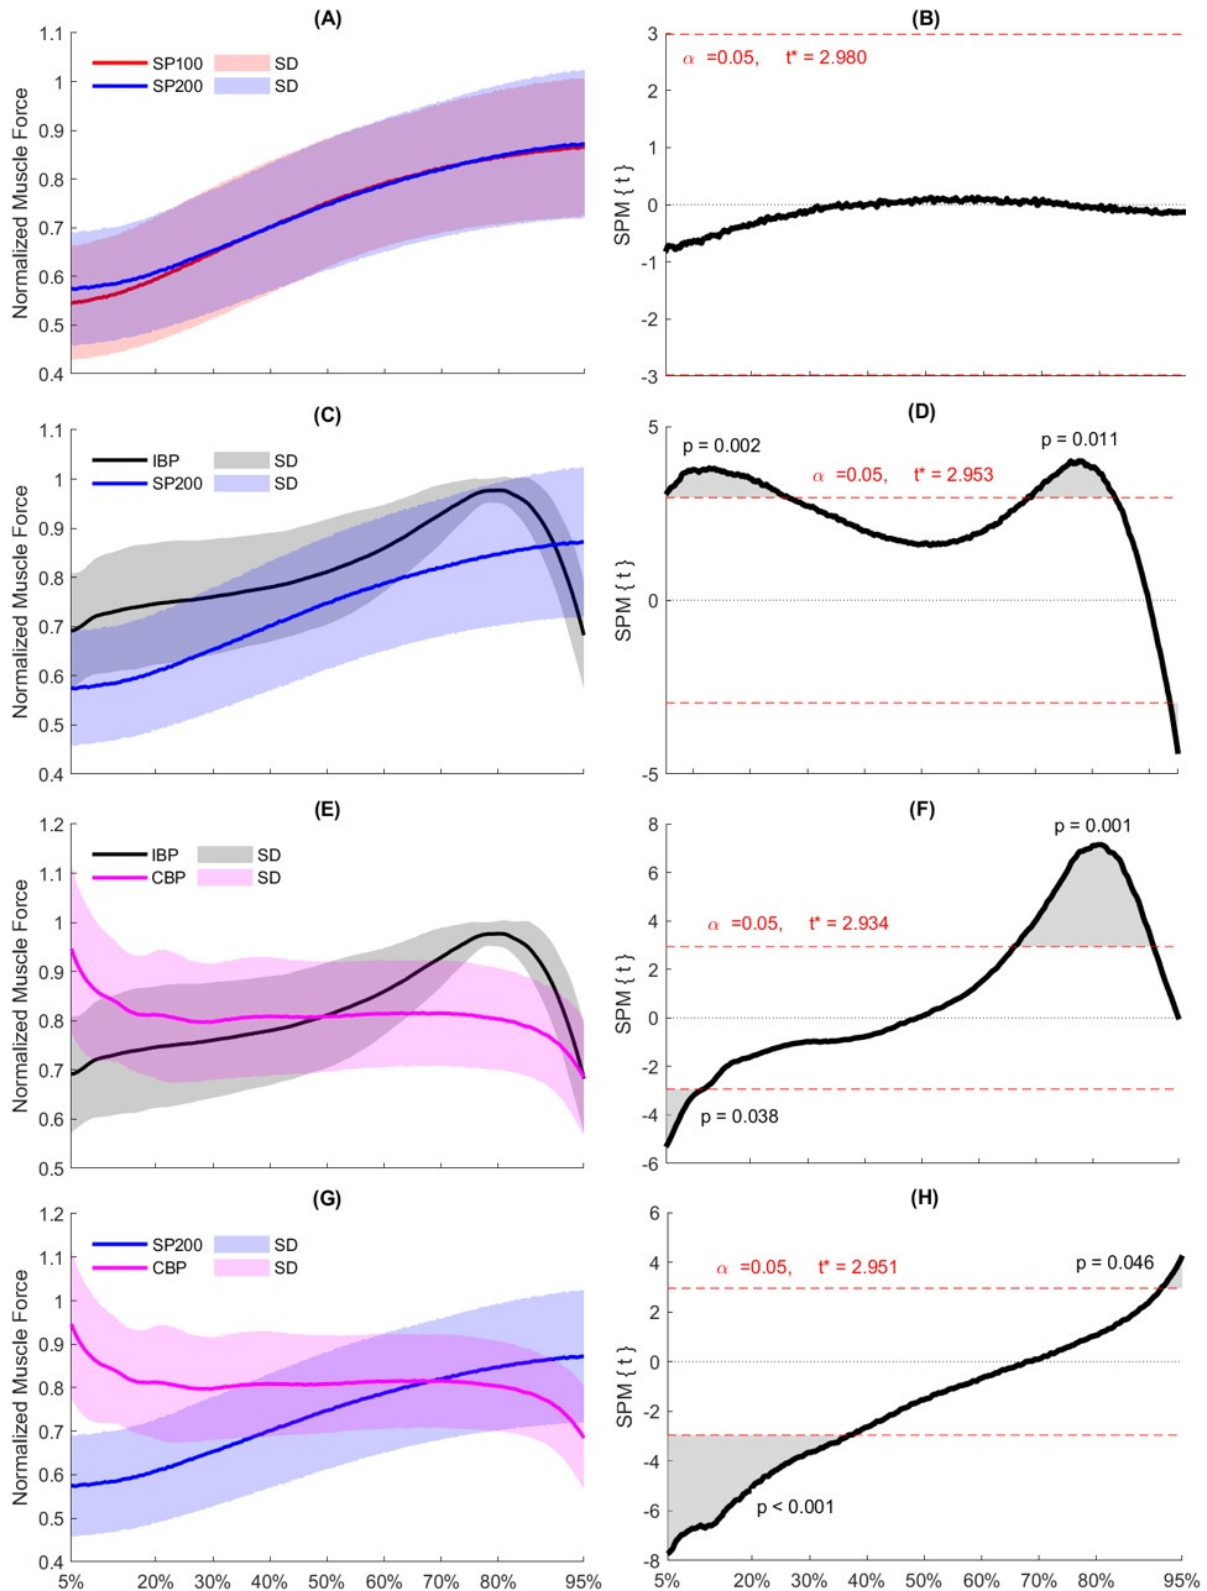 (A)
1.1
1
0.9
0.8
0.7
0.6
0.5
0.4
Normalized Muscle Force
SP100 SD
SP200 SD
(B)
3
2
1
0
-1
-2
-3
SPM { t }
α =0.05, t* = 2.980
(C)
1.1
1
0.9
0.8
0.7
0.6
0.5
0.4
Normalized Muscle Force
IBP SD
SP200 SD
(D)
5
0
-5
SPM { t }
p = 0.002
p = 0.011
α =0.05, t* = 2.953
(E)
1.2
1.1
1
0.9
0.8
0.7
0.6
0.5
Normalized Muscle Force
IBP SD
CBP SD
(F)
8
6
4
2
0
-2
-4
-6
SPM { t }
p = 0.001
α =0.05, t* = 2.934
p = 0.038
(G)
1.2
1.1
1
0.9
0.8
0.7
0.6
0.5
0.4
Normalized Muscle Force
SP200 SD
CBP SD
5% 20% 30% 40% 50% 60% 70% 80% 95%
(H)
6
4
2
0
-2
-4
-6
-8
SPM { t }
p = 0.046
α =0.05, t* = 2.951
p < 0.001
5% 20% 30% 40% 50% 60% 70% 80% 95%